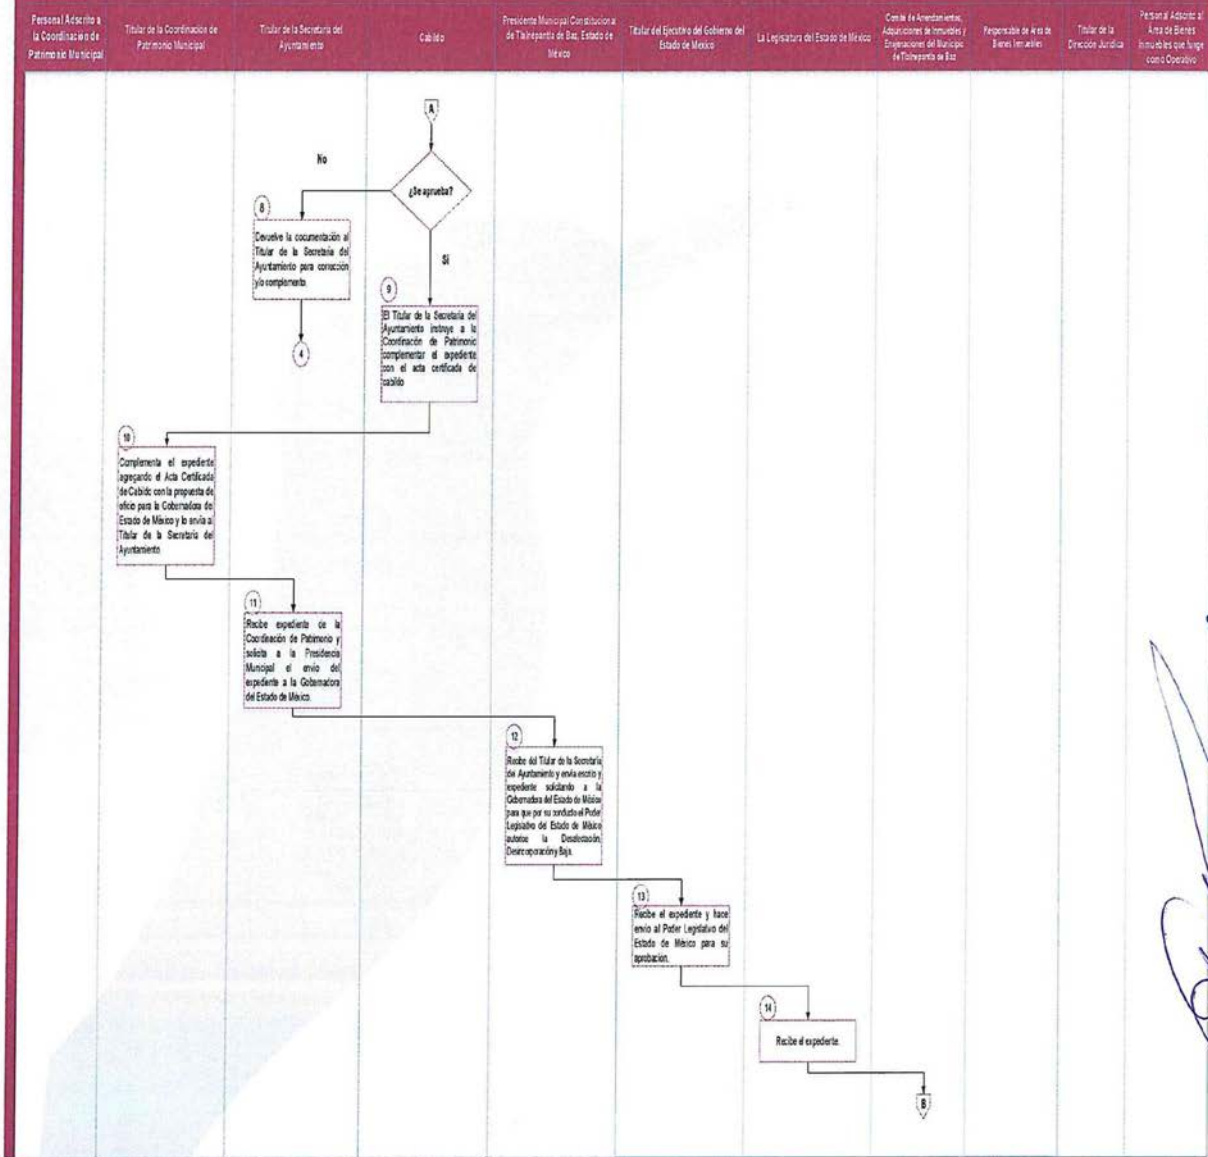 Personal Adscrito a
la Coordinación de
Patrimonio Municipal
Titular de la Coordinación de
Patrimonio Municipal
Titular de la Secretaría del
Ayuntamiento
Cabildo
Presidente Municipal Constitucional
de Tlalnepantla de Baz, Estado de
México
Titular del Ejecutivo del Gobierno del
Estado de México
La Legislatura del Estado de México
Comité de Arrendamientos,
Adquisiciones de Inmuebles y
Enajenaciones del Municipio
de Tlalnepantla de Baz
Responsable de Área de
Bienes Inmuebles
Titular de la
Dirección Jurídica
Personal Adscrito al
Área de Bienes
Inmuebles que funge
como Operativo
A
¿Se aprueba?
No
Sí
8
Devuelve la documentación al
Titular de la Secretaría del
Ayuntamiento para corrección
y/o complemento.
4
9
El Titular de la Secretaría del
Ayuntamiento instruye a la
Coordinación de Patrimonio
complementar el expediente
con el acta certificada de
cabildo
10
Complementa el expediente
agregando el Acta Certificada
de Cabildo con la propuesta de
oficio para la Gobernadora del
Estado de México y lo envía al
Titular de la Secretaría del
Ayuntamiento
11
Recibe expediente de la
Coordinación de Patrimonio y
solicita a la Presidencia
Municipal el envío del
expediente a la Gobernadora
del Estado de México.
12
Recibe del Titular de la Secretaría
del Ayuntamiento y envía escrito y
expediente solicitando a la
Gobernadora del Estado de México
para que por su conducto el Poder
Legislativo del Estado de México
autorice la Desafectación,
Desincorporación y Baja.
13
Recibe el expediente y hace
envío al Poder Legislativo del
Estado de México para su
aprobación.
14
Recibe el expediente.
B